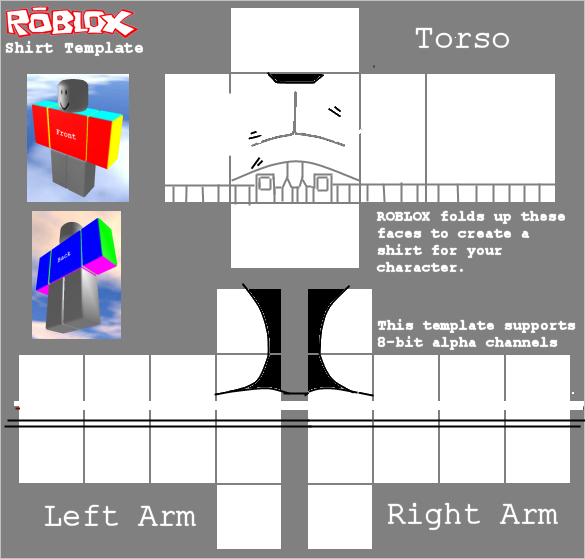 ROBLOX
Shirt Template
Torso
Front
Back
ROBLOX folds up these
faces to create a
shirt for your
character.
This template supports
8-bit alpha channels
Left Arm
Right Arm